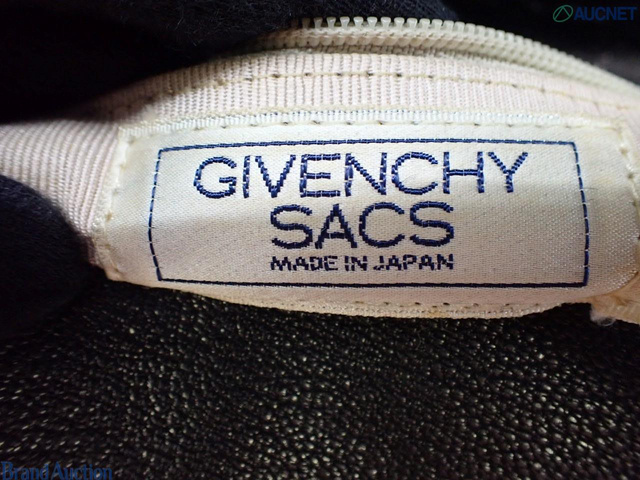 AUCNET
GIVENCHY
SACS
MADE IN JAPAN
Brand Auction